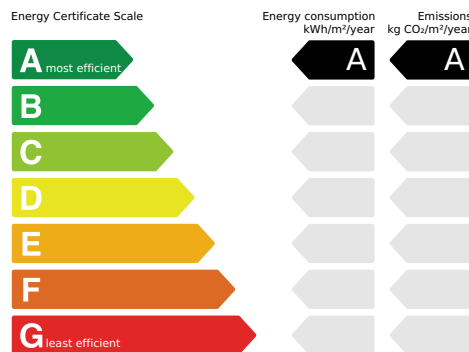 Energy Certificate Scale
Energy consumption
kWh/m²/year
Emissions
kg CO₂/m²/year
A most efficient
A
A
B
C
D
E
F
G least efficient